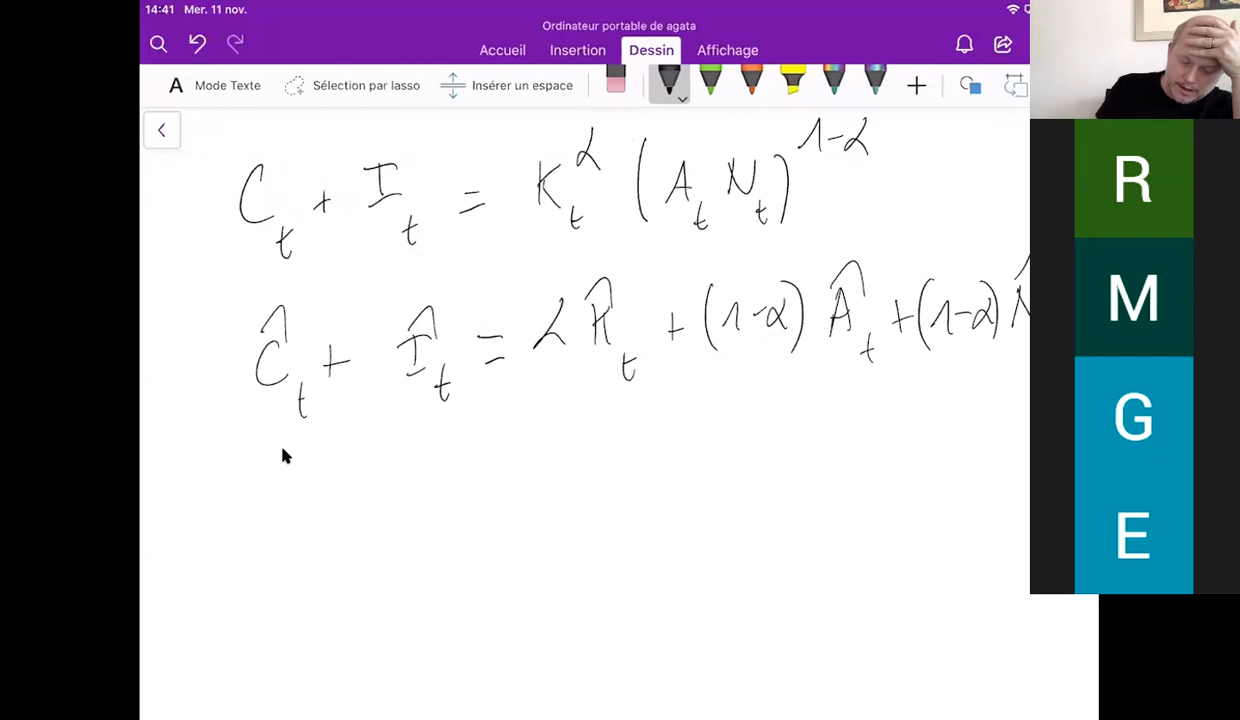 14:41 Mer. 11 nov.
Ordinateur portable de agata
Accueil Insertion Dessin Affichage
A Mode Texte Sélection par lasso Insérer un espace
C_t + I_t = K_t^α (A_t N_t)^{1-α}
Ĉ_t + Î_t = α K̂_t + (1-α) Â_t + (1-α)
R
M
G
E